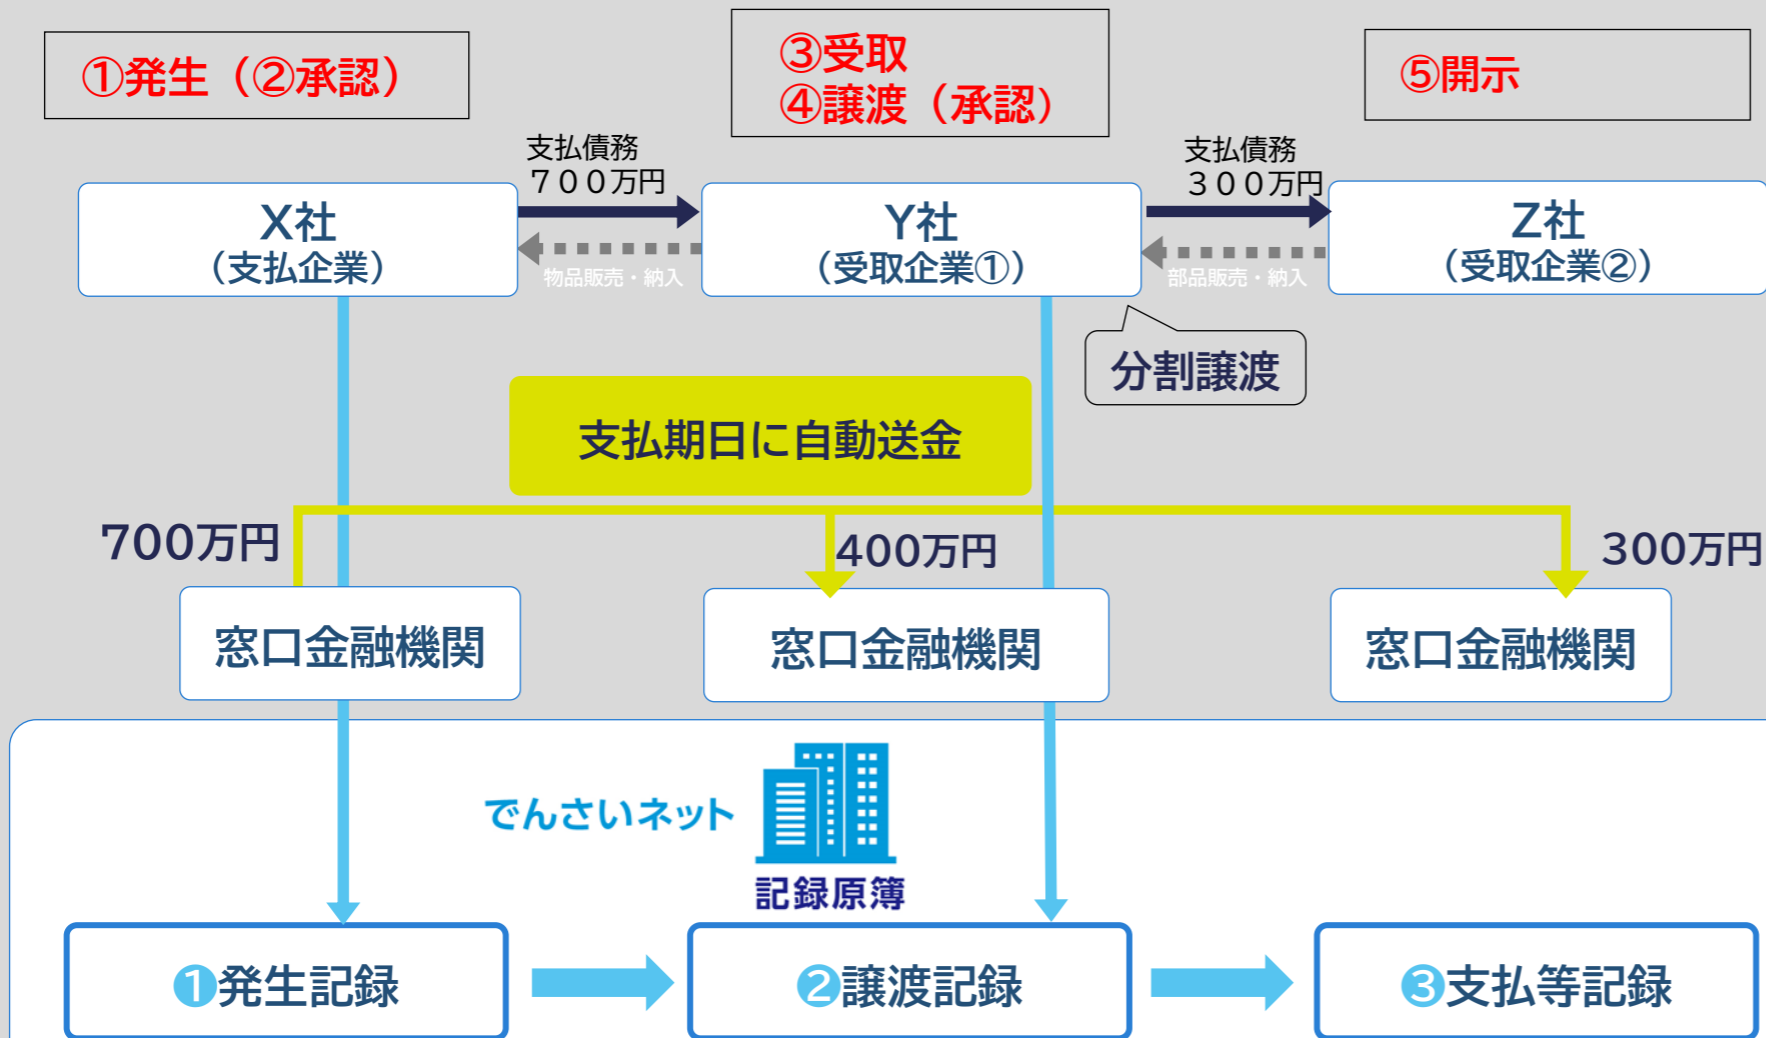 ①発生（②承認）
③受取
④譲渡（承認）
⑤開示
支払債務
７００万円
支払債務
３００万円
X社
（支払企業）
Y社
（受取企業①）
Z社
（受取企業②）
物品販売・納入
部品販売・納入
分割譲渡
支払期日に自動送金
700万円
400万円
300万円
窓口金融機関
窓口金融機関
窓口金融機関
でんさいネット
記録原簿
❶発生記録
❷譲渡記録
❸支払等記録